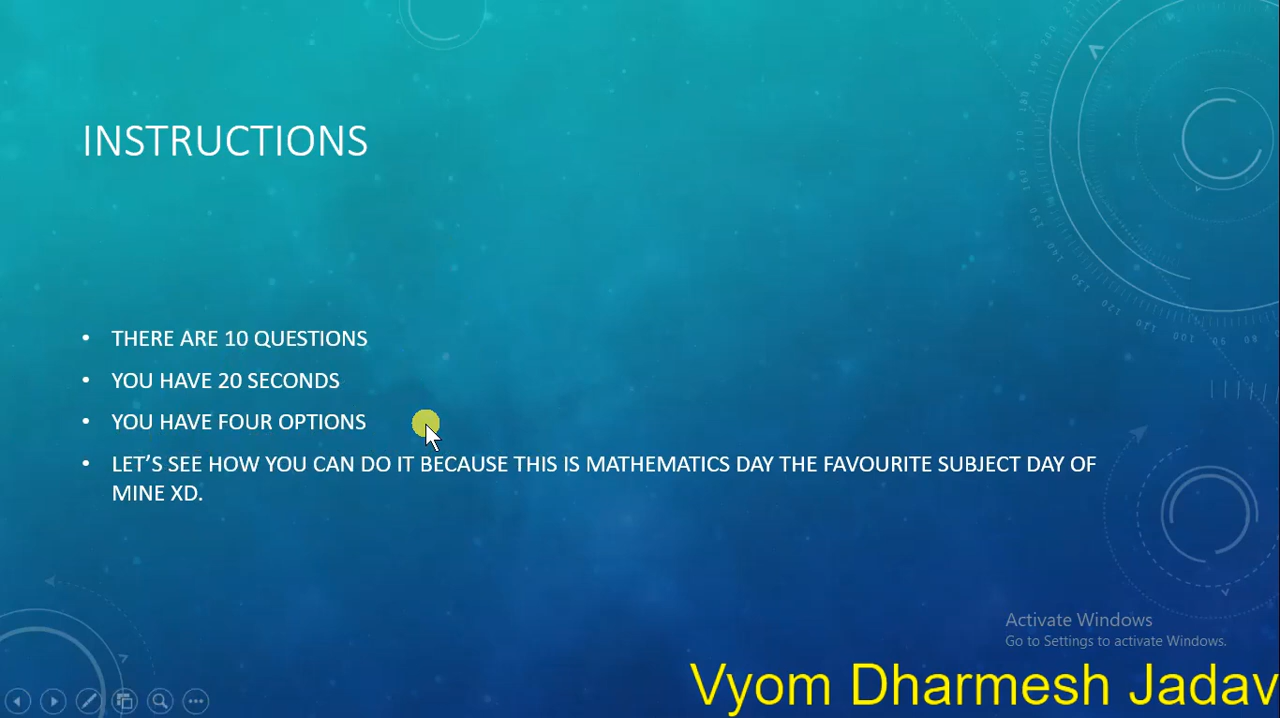 INSTRUCTIONS
• THERE ARE 10 QUESTIONS
• YOU HAVE 20 SECONDS
• YOU HAVE FOUR OPTIONS
• LET’S SEE HOW YOU CAN DO IT BECAUSE THIS IS MATHEMATICS DAY THE FAVOURITE SUBJECT DAY OF
MINE XD.
Activate Windows
Go to Settings to activate Windows.
Vyom Dharmesh Jadav